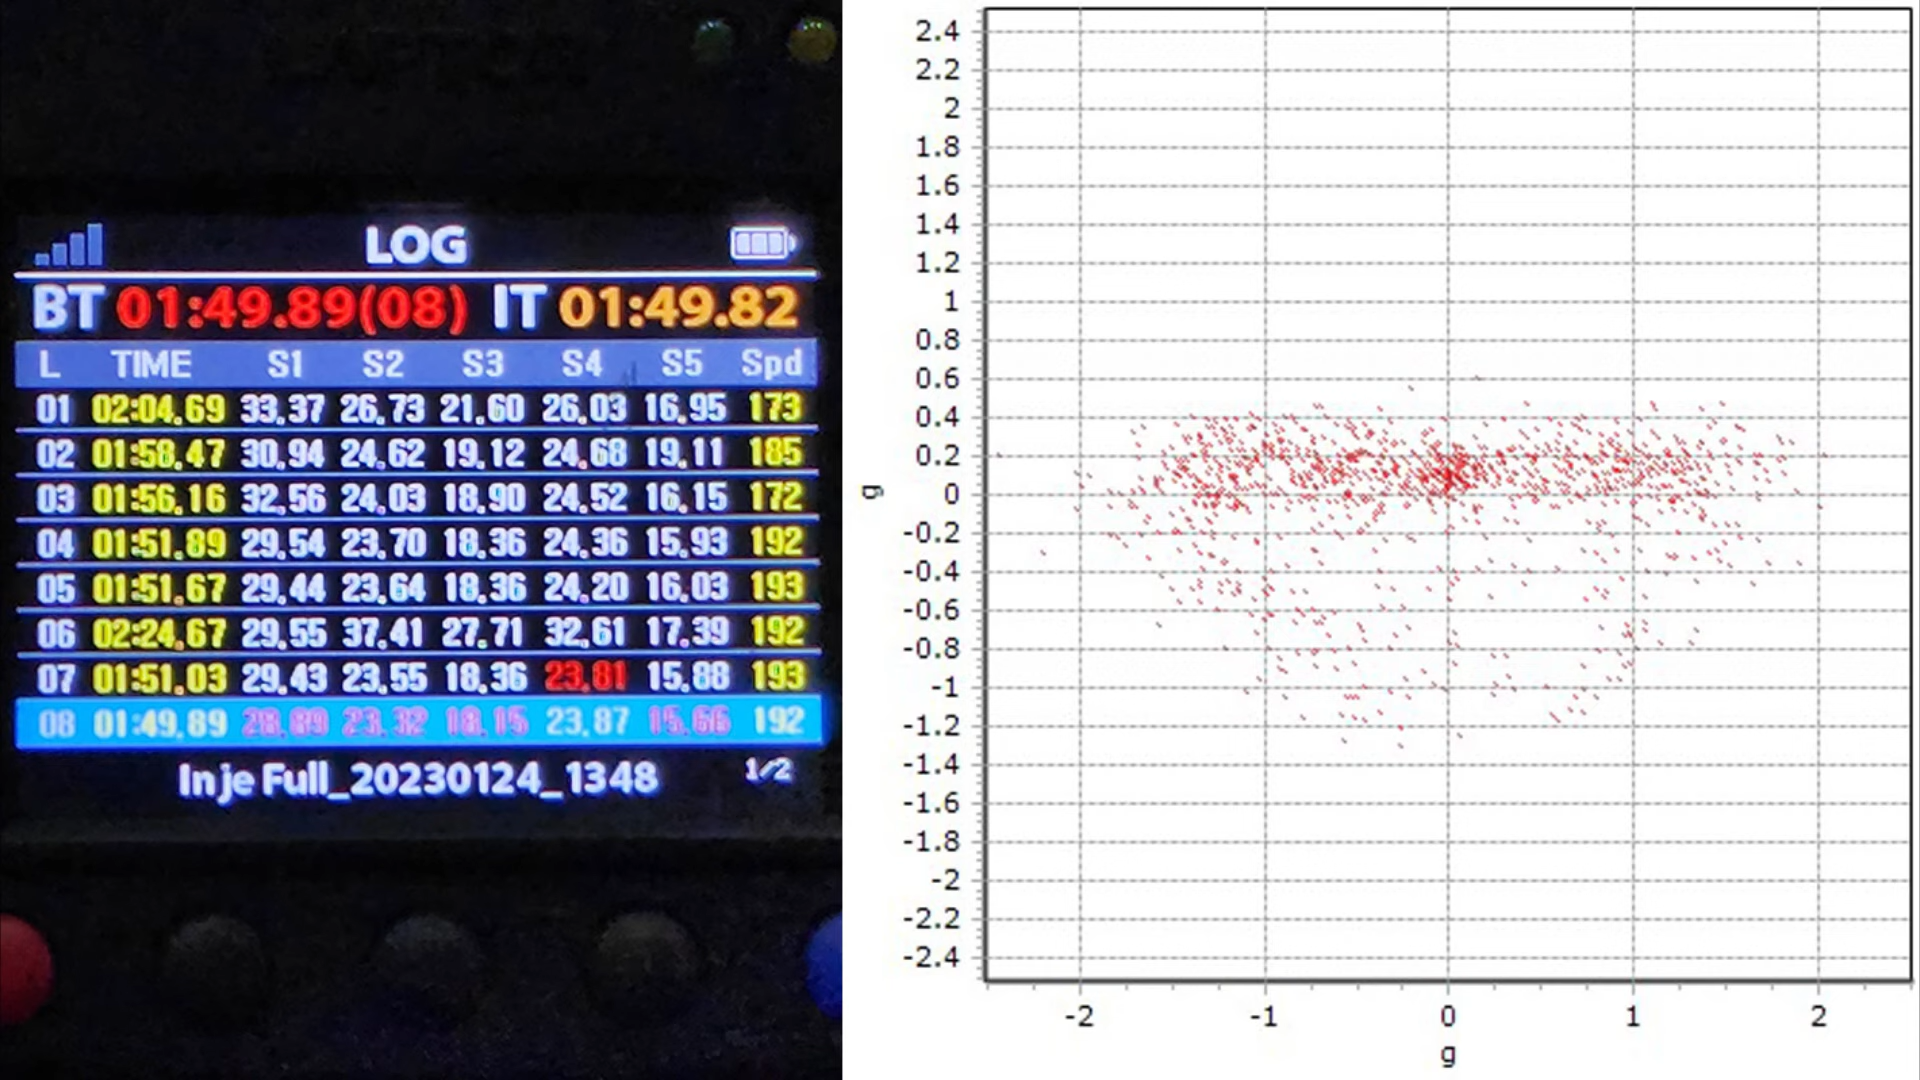 LOG
BT 01:49.89(08) IT 01:49.82
L TIME S1 S2 S3 S4 S5 Spd
01 02:04.69 33.37 26.73 21.60 26.03 16.95 173
02 01:58.47 30.94 24.62 19.12 24.68 19.11 185
03 01:56.16 32.56 24.03 18.90 24.52 16.15 172
04 01:51.89 29.54 23.70 18.36 24.36 15.93 192
05 01:51.67 29.44 23.64 18.36 24.20 16.03 193
06 02:24.67 29.55 37.41 27.71 32.61 17.39 192
07 01:51.03 29.43 23.55 18.36 23.81 15.88 193
08 01:49.89 28.89 23.32 18.15 23.87 15.66 192
Inje Full_20230124_1348 1/2
2.4
2.2
2
1.8
1.6
1.4
1.2
1
0.8
0.6
0.4
0.2
0
-0.2
-0.4
-0.6
-0.8
-1
-1.2
-1.4
-1.6
-1.8
-2
-2.2
-2.4
g
-2 -1 0 1 2
g